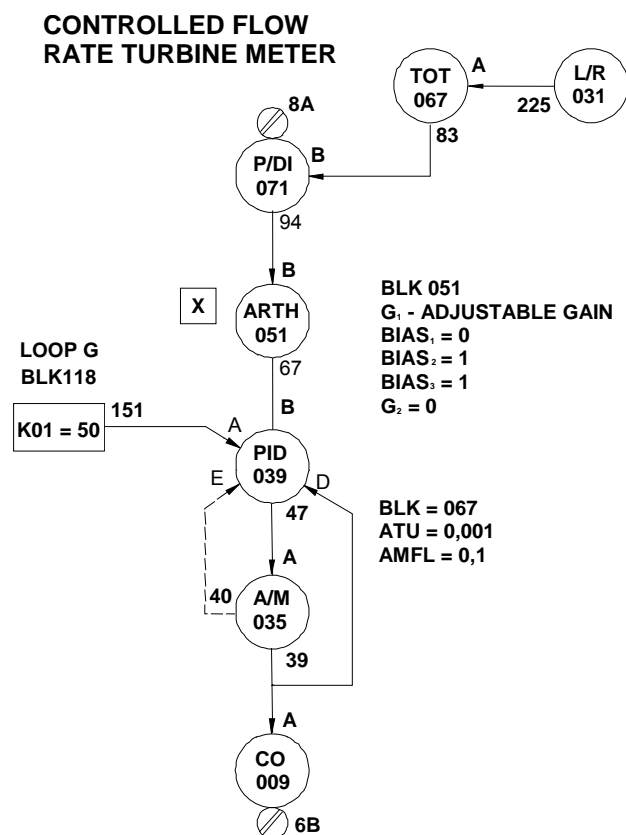 CONTROLLED FLOW
RATE TURBINE METER
TOT
067
A
L/R
031
225
83
8A
P/DI
071
B
94
B
X
ARTH
051
67
BLK 051
G₁ - ADJUSTABLE GAIN
BIAS₁ = 0
BIAS₂ = 1
BIAS₃ = 1
G₂ = 0
LOOP G
BLK118
151
K01 = 50
A
B
E
PID
039
D
47
BLK = 067
ATU = 0,001
AMFL = 0,1
A
40
A/M
035
39
A
CO
009
6B